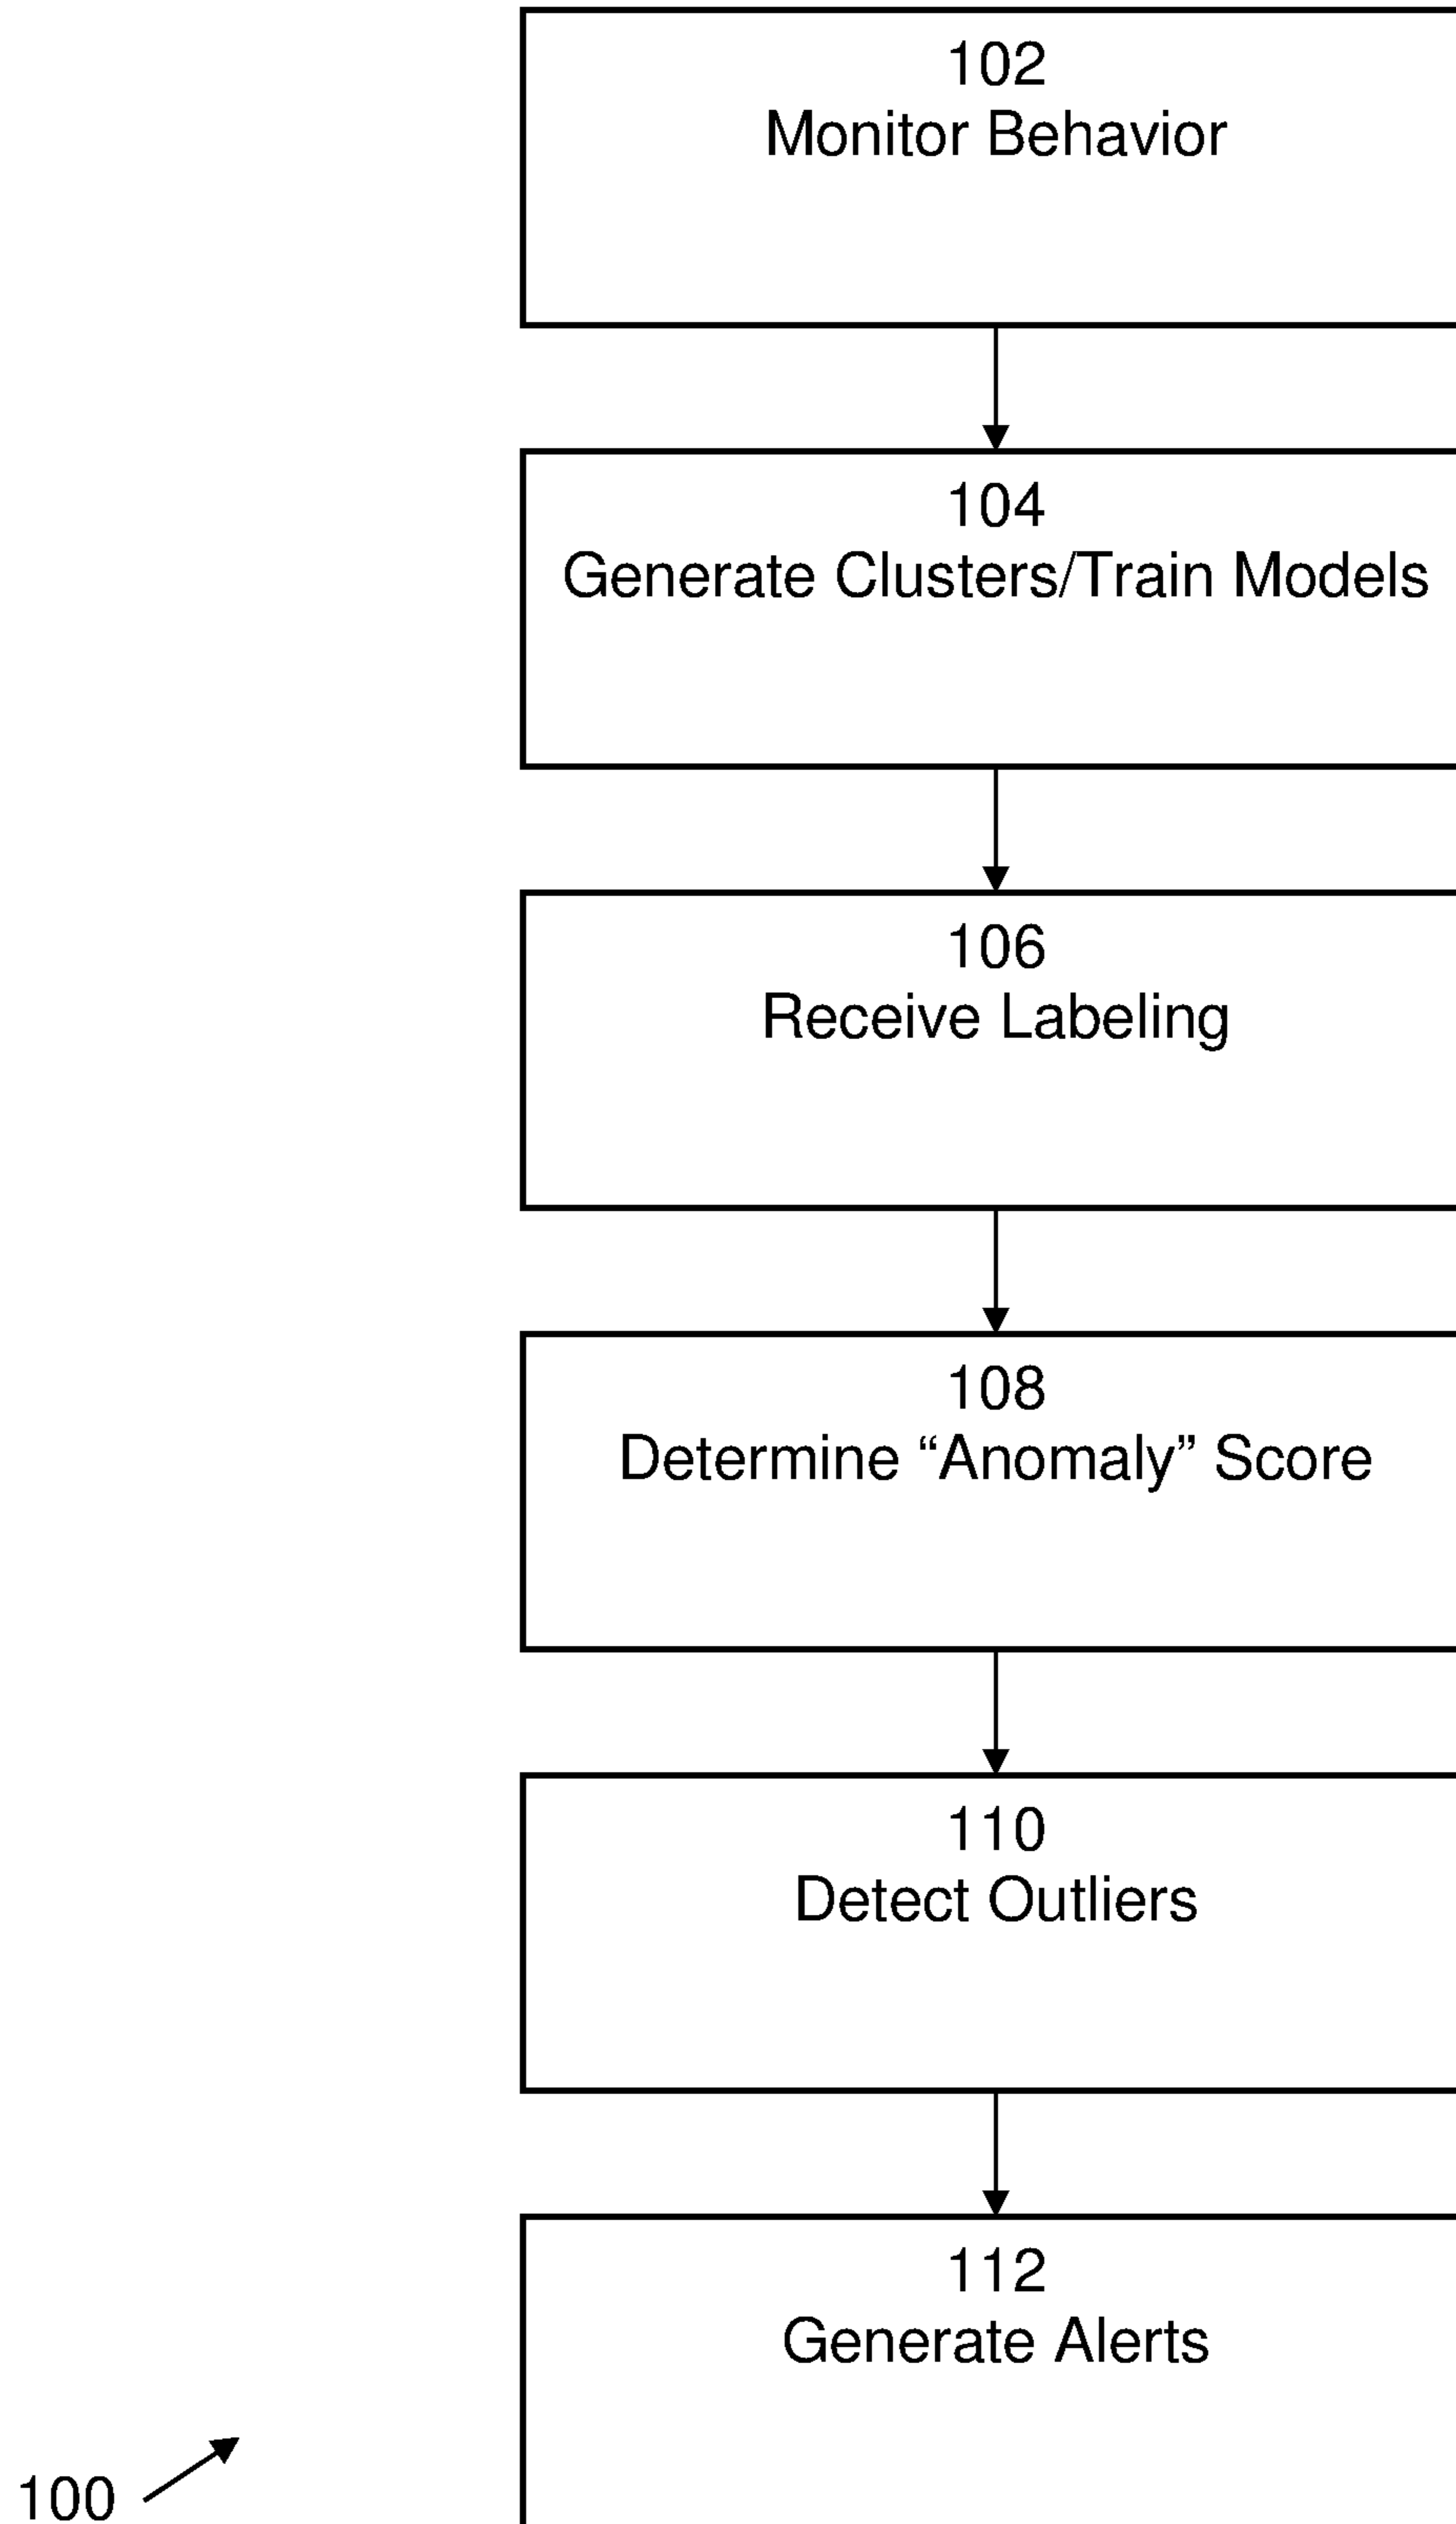 102
Monitor Behavior
104
Generate Clusters/Train Models
106
Receive Labeling
108
Determine “Anomaly” Score
110
Detect Outliers
112
Generate Alerts
100